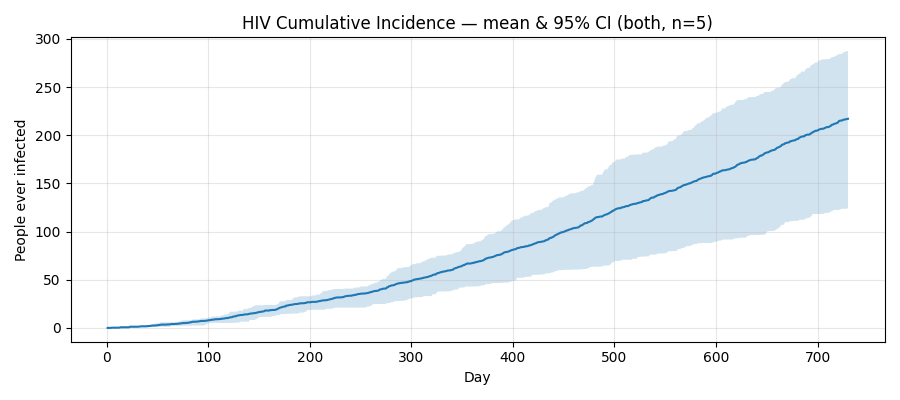 HIV Cumulative Incidence — mean & 95% CI (both, n=5)
People ever infected
300
250
200
150
100
50
0
0 100 200 300 400 500 600 700
Day